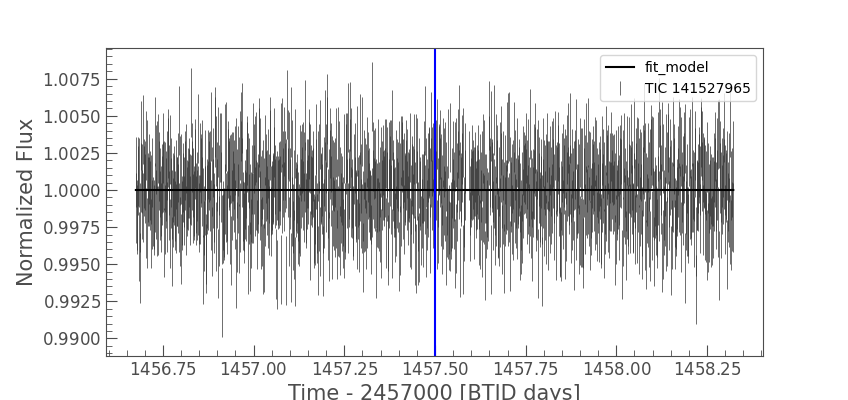 fit_model
TIC 141527965
1.0075
1.0050
1.0025
1.0000
0.9975
0.9950
0.9925
0.9900
Normalized Flux
1456.75 1457.00 1457.25 1457.50 1457.75 1458.00 1458.25
Time - 2457000 [BTJD days]